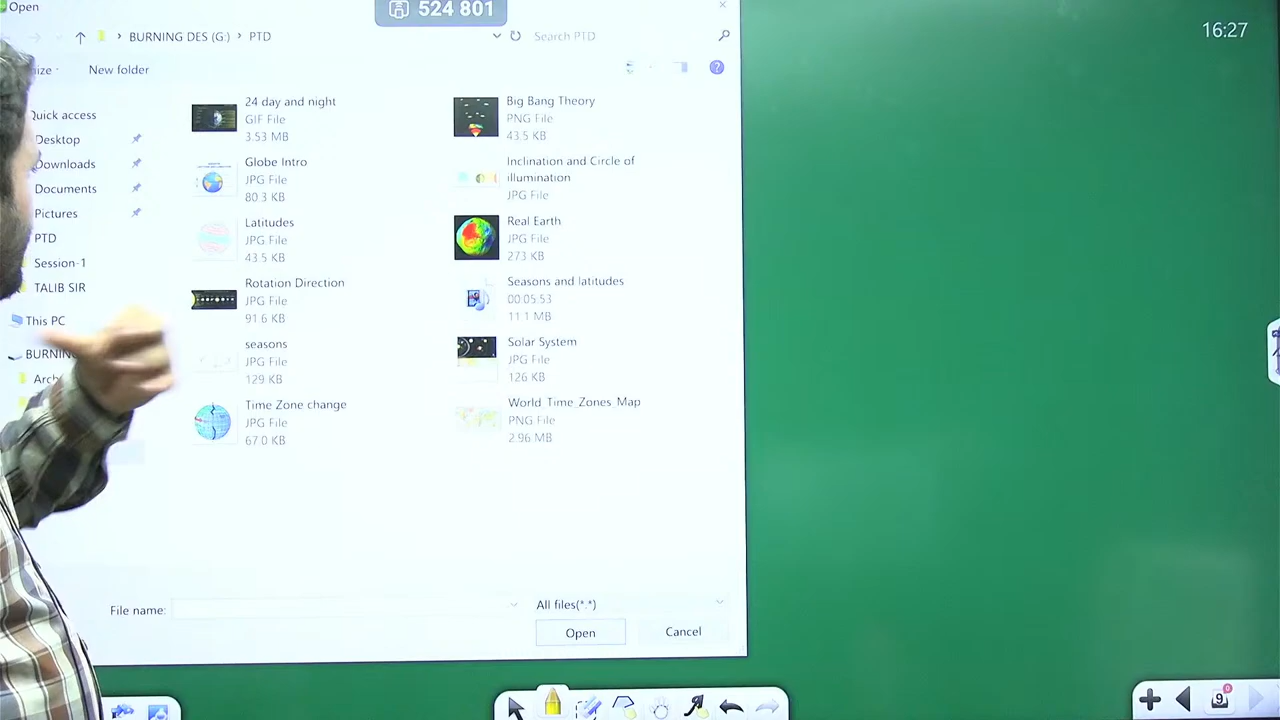 Open
524 801
16:27
BURNING DES (G:) > PTD
Search PTD
New folder
Quick access
Desktop
Downloads
Documents
Pictures
PTD
Session-1
TALIB SIR
This PC
24 day and night
GIF File
3.53 MB
Big Bang Theory
PNG File
43.5 KB
Globe Intro
JPG File
80.3 KB
Inclination and Circle of
illumination
JPG File
Latitudes
JPG File
43.5 KB
Real Earth
JPG File
273 KB
Rotation Direction
JPG File
91.6 KB
Seasons and latitudes
00:05:53
11.1 MB
seasons
JPG File
129 KB
Solar System
JPG File
126 KB
Time Zone change
JPG File
67.0 KB
World_Time_Zones_Map
PNG File
2.96 MB
File name:
All files(*.*)
Open
Cancel
9
0